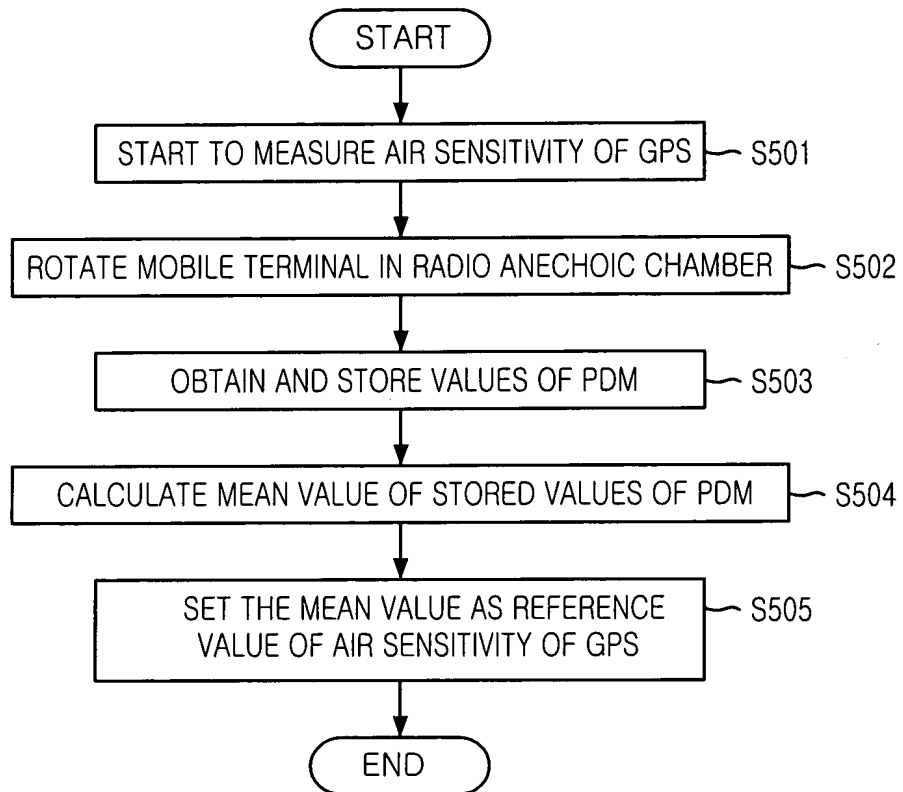 START
START TO MEASURE AIR SENSITIVITY OF GPS
S501
ROTATE MOBILE TERMINAL IN RADIO ANECHOIC CHAMBER
S502
OBTAIN AND STORE VALUES OF PDM
S503
CALCULATE MEAN VALUE OF STORED VALUES OF PDM
S504
SET THE MEAN VALUE AS REFERENCE
VALUE OF AIR SENSITIVITY OF GPS
S505
END